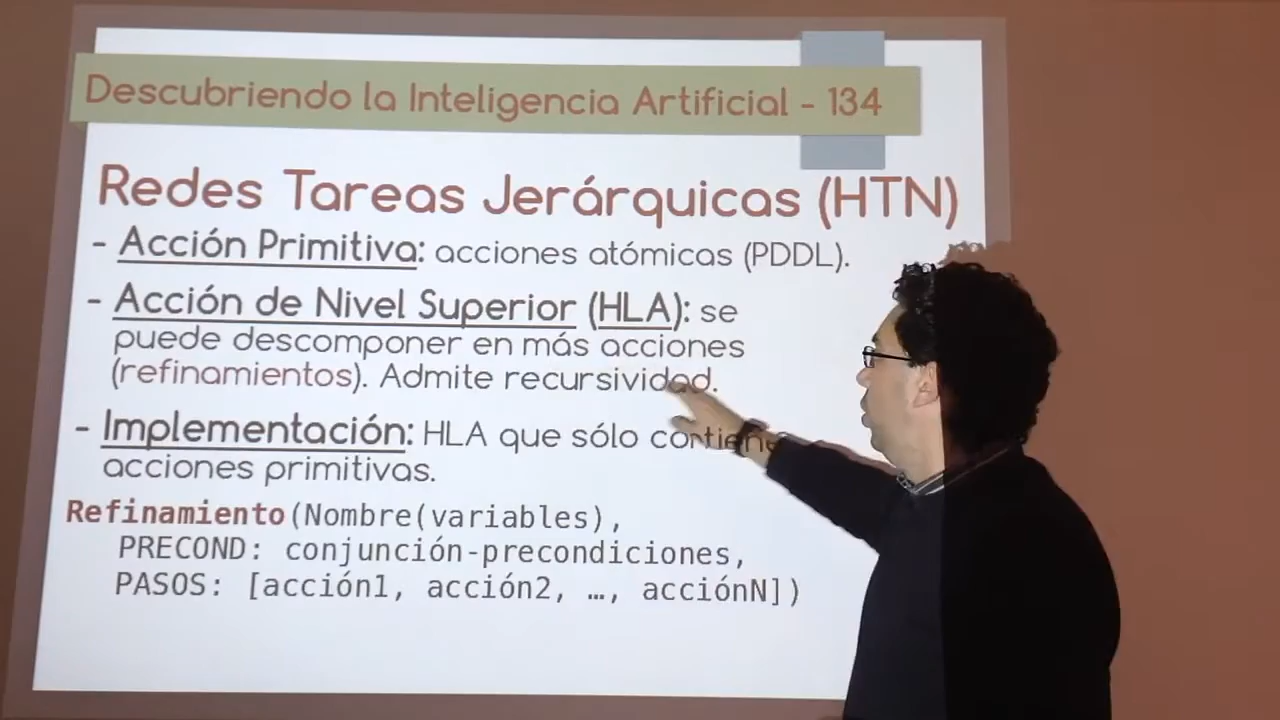 Descubriendo la Inteligencia Artificial - 134
Redes Tareas Jerárquicas (HTN)
- Acción Primitiva: acciones atómicas (PDDL).
- Acción de Nivel Superior (HLA): se
puede descomponer en más acciones
(refinamientos). Admite recursividad.
- Implementación: HLA que sólo contiene
acciones primitivas.
Refinamiento(Nombre(variables),
PRECOND: conjunción-precondiciones,
PASOS: [acción1, acción2, …, acciónN])